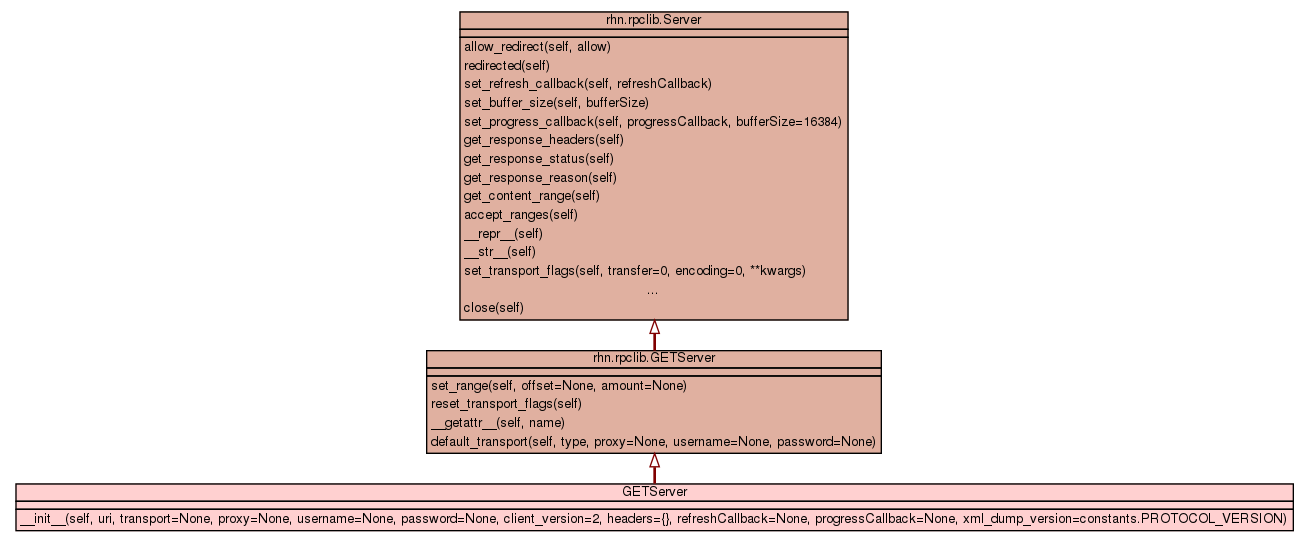 rhn.rpclib.Server
allow_redirect(self, allow)
redirected(self)
set_refresh_callback(self, refreshCallback)
set_buffer_size(self, bufferSize)
set_progress_callback(self, progressCallback, bufferSize=16384)
get_response_headers(self)
get_response_status(self)
get_response_reason(self)
get_content_range(self)
accept_ranges(self)
__repr__(self)
__str__(self)
set_transport_flags(self, transfer=0, encoding=0, **kwargs)
...
close(self)
rhn.rpclib.GETServer
set_range(self, offset=None, amount=None)
reset_transport_flags(self)
__getattr__(self, name)
default_transport(self, type, proxy=None, username=None, password=None)
GETServer
__init__(self, uri, transport=None, proxy=None, username=None, password=None, client_version=2, headers={}, refreshCallback=None, progressCallback=None, xml_dump_version=constants.PROTOCOL_VERSION)